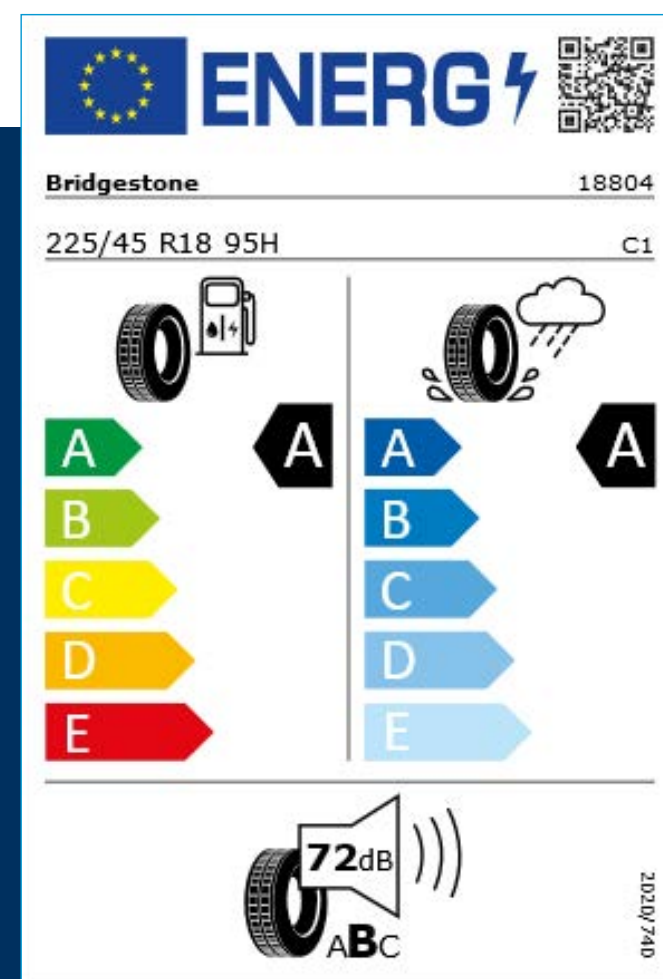 ENERG
Bridgestone 18804
225/45 R18 95H C1
A A A A
B B
C C
D D
E E
72dB
ABC
2020/740